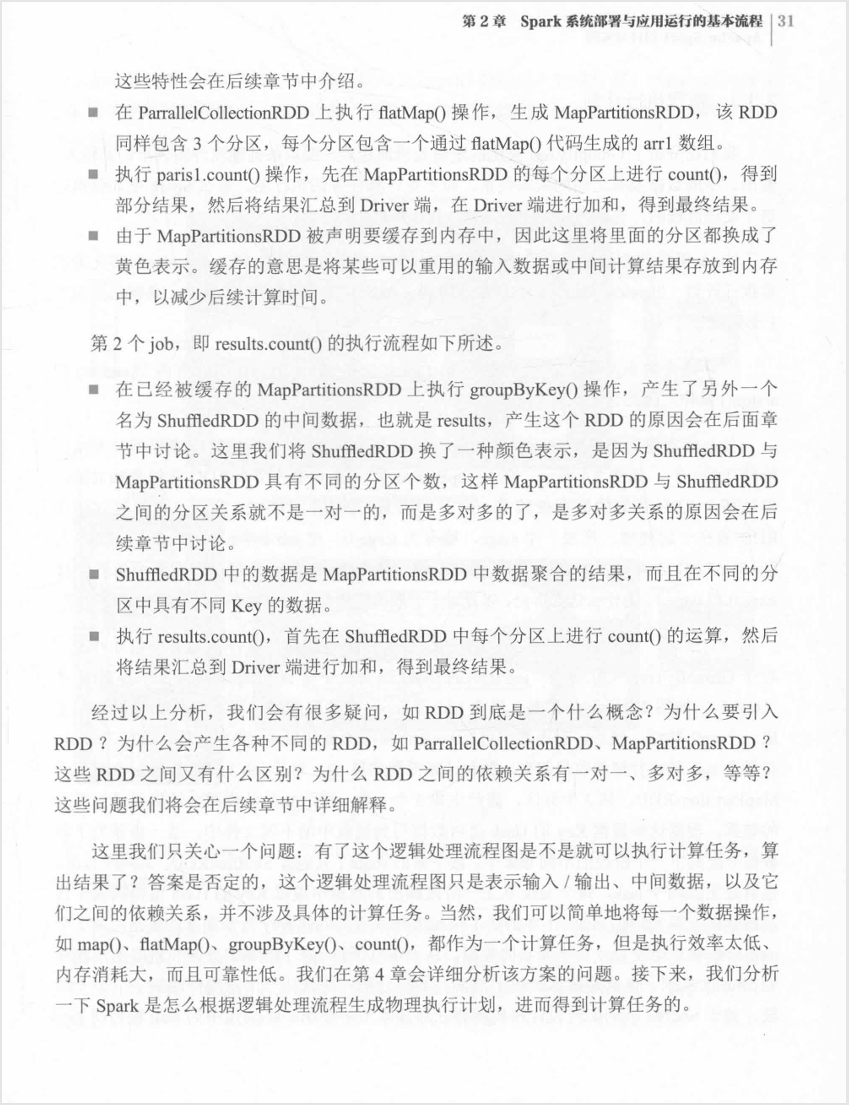 第 2 章 Spark 系统部署与应用运行的基本流程 | 31
这些特性会在后续章节中介绍。
■ 在 ParrallelCollectionRDD 上执行 flatMap() 操作，生成 MapPartitionsRDD，该 RDD
同样包含 3 个分区，每个分区包含一个通过 flatMap() 代码生成的 arr1 数组。
■ 执行 paris1.count() 操作，先在 MapPartitionsRDD 的每个分区上进行 count()，得到
部分结果，然后将结果汇总到 Driver 端，在 Driver 端进行加和，得到最终结果。
■ 由于 MapPartitionsRDD 被声明要缓存到内存中，因此这里将里面的分区都换成了
黄色表示。缓存的意思是将某些可以重用的输入数据或中间计算结果存放到内存
中，以减少后续计算时间。
第 2 个 job，即 results.count() 的执行流程如下所述。
■ 在已经被缓存的 MapPartitionsRDD 上执行 groupByKey() 操作，产生了另外一个
名为 ShuffledRDD 的中间数据，也就是 results，产生这个 RDD 的原因会在后面章
节中讨论。这里我们将 ShuffledRDD 换了一种颜色表示，是因为 ShuffledRDD 与
MapPartitionsRDD 具有不同的分区个数，这样 MapPartitionsRDD 与 ShuffledRDD
之间的分区关系就不是一对一的，而是多对多的了，是多对多关系的原因会在后
续章节中讨论。
■ ShuffledRDD 中的数据是 MapPartitionsRDD 中数据聚合的结果，而且在不同的分
区中具有不同 Key 的数据。
■ 执行 results.count()，首先在 ShuffledRDD 中每个分区上进行 count() 的运算，然后
将结果汇总到 Driver 端进行加和，得到最终结果。
经过以上分析，我们会有很多疑问，如 RDD 到底是一个什么概念？为什么要引入
RDD ？为什么会产生各种不同的 RDD，如 ParrallelCollectionRDD、MapPartitionsRDD ？
这些 RDD 之间又有什么区别？为什么 RDD 之间的依赖关系有一对一、多对多，等等？
这些问题我们将会在后续章节中详细解释。
这里我们只关心一个问题：有了这个逻辑处理流程图是不是就可以执行计算任务，算
出结果了？答案是否定的，这个逻辑处理流程图只是表示输入 / 输出、中间数据，以及它
们之间的依赖关系，并不涉及具体的计算任务。当然，我们可以简单地将每一个数据操作，
如 map()、flatMap()、groupByKey()、count()，都作为一个计算任务，但是执行效率太低、
内存消耗大，而且可靠性低。我们在第 4 章会详细分析该方案的问题。接下来，我们分析
一下 Spark 是怎么根据逻辑处理流程生成物理执行计划，进而得到计算任务的。